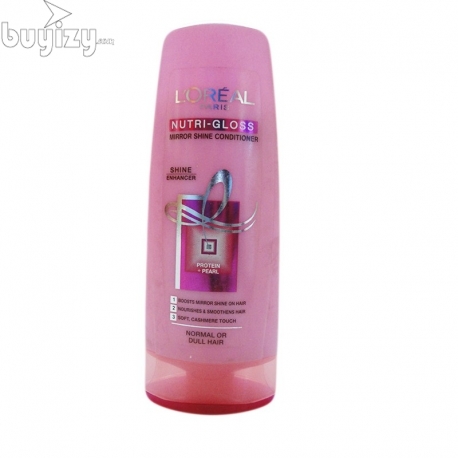 buyizy.com
L'ORÉAL
PARIS
NUTRI-GLOSS
MIRROR SHINE CONDITIONER
SHINE
ENHANCER
PROTEIN
+ PEARL
1 BOOSTS MIRROR SHINE ON HAIR
2 NOURISHES & SMOOTHENS HAIR
3 SOFT, CASHMERE TOUCH
NORMAL OR
DULL HAIR